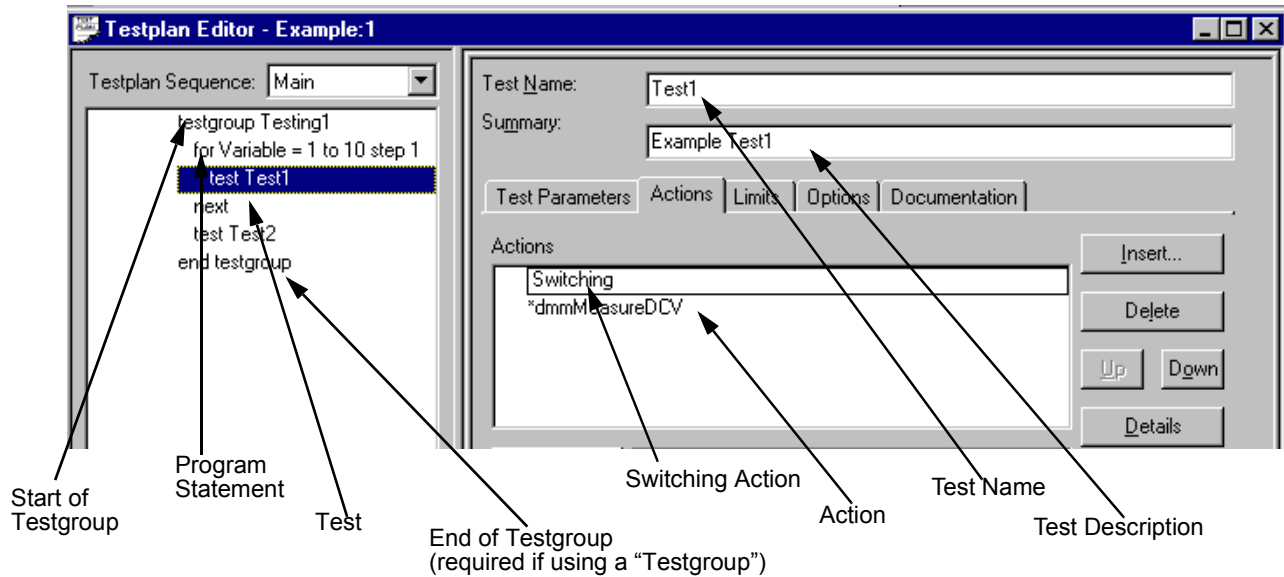 Testplan Editor - Example:1
Testplan Sequence: Main
testgroup Testing1
for Variable = 1 to 10 step 1
test Test1
next
test Test2
end testgroup
Test Name: Test1
Summary: Example Test1
Test Parameters Actions Limits Options Documentation
Actions
Switching
*dmmMeasureDCV
Insert...
Delete
Up Down
Details
Start of
Testgroup
Program
Statement
Test
End of Testgroup
(required if using a “Testgroup”)
Switching Action
Action
Test Name
Test Description